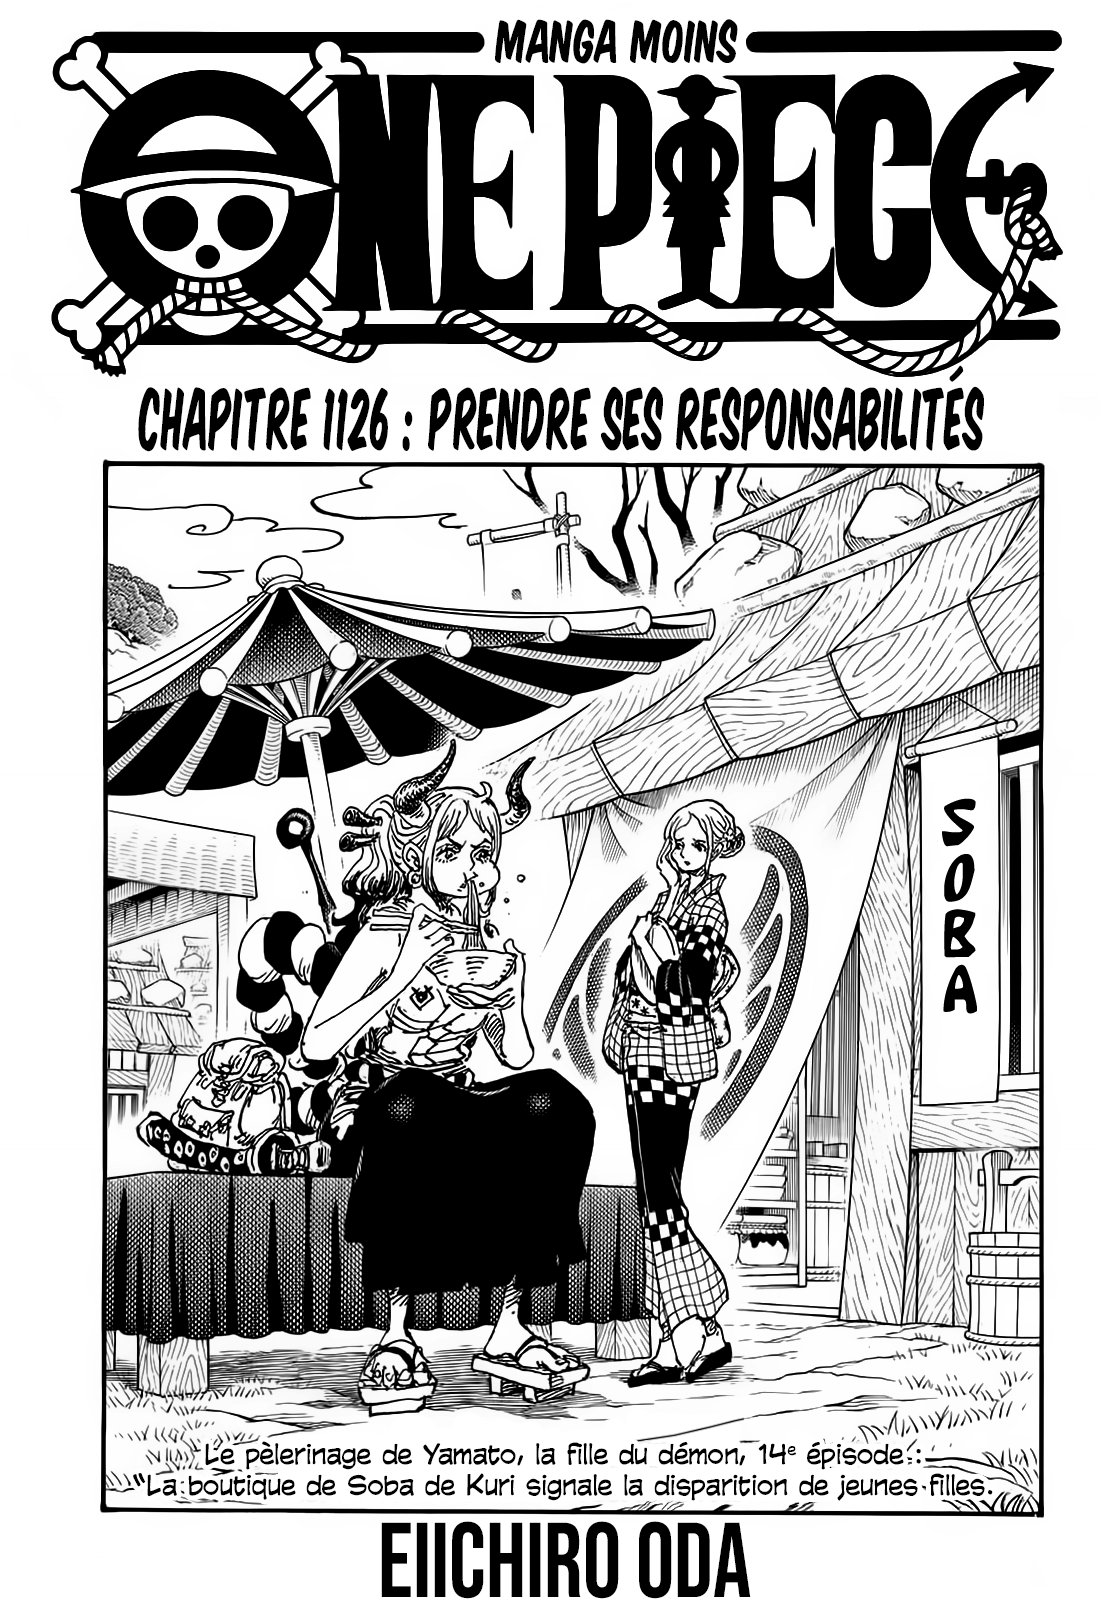 MANGA MOINS
ONE PIECE
CHAPITRE 1126 : PRENDRE SES RESPONSABILITÉS
SOBA
Le pèlerinage de Yamato, la fille du démon, 14e épisode :
"La boutique de Soba de Kuri signale la disparition de jeunes filles.
EIICHIRO ODA